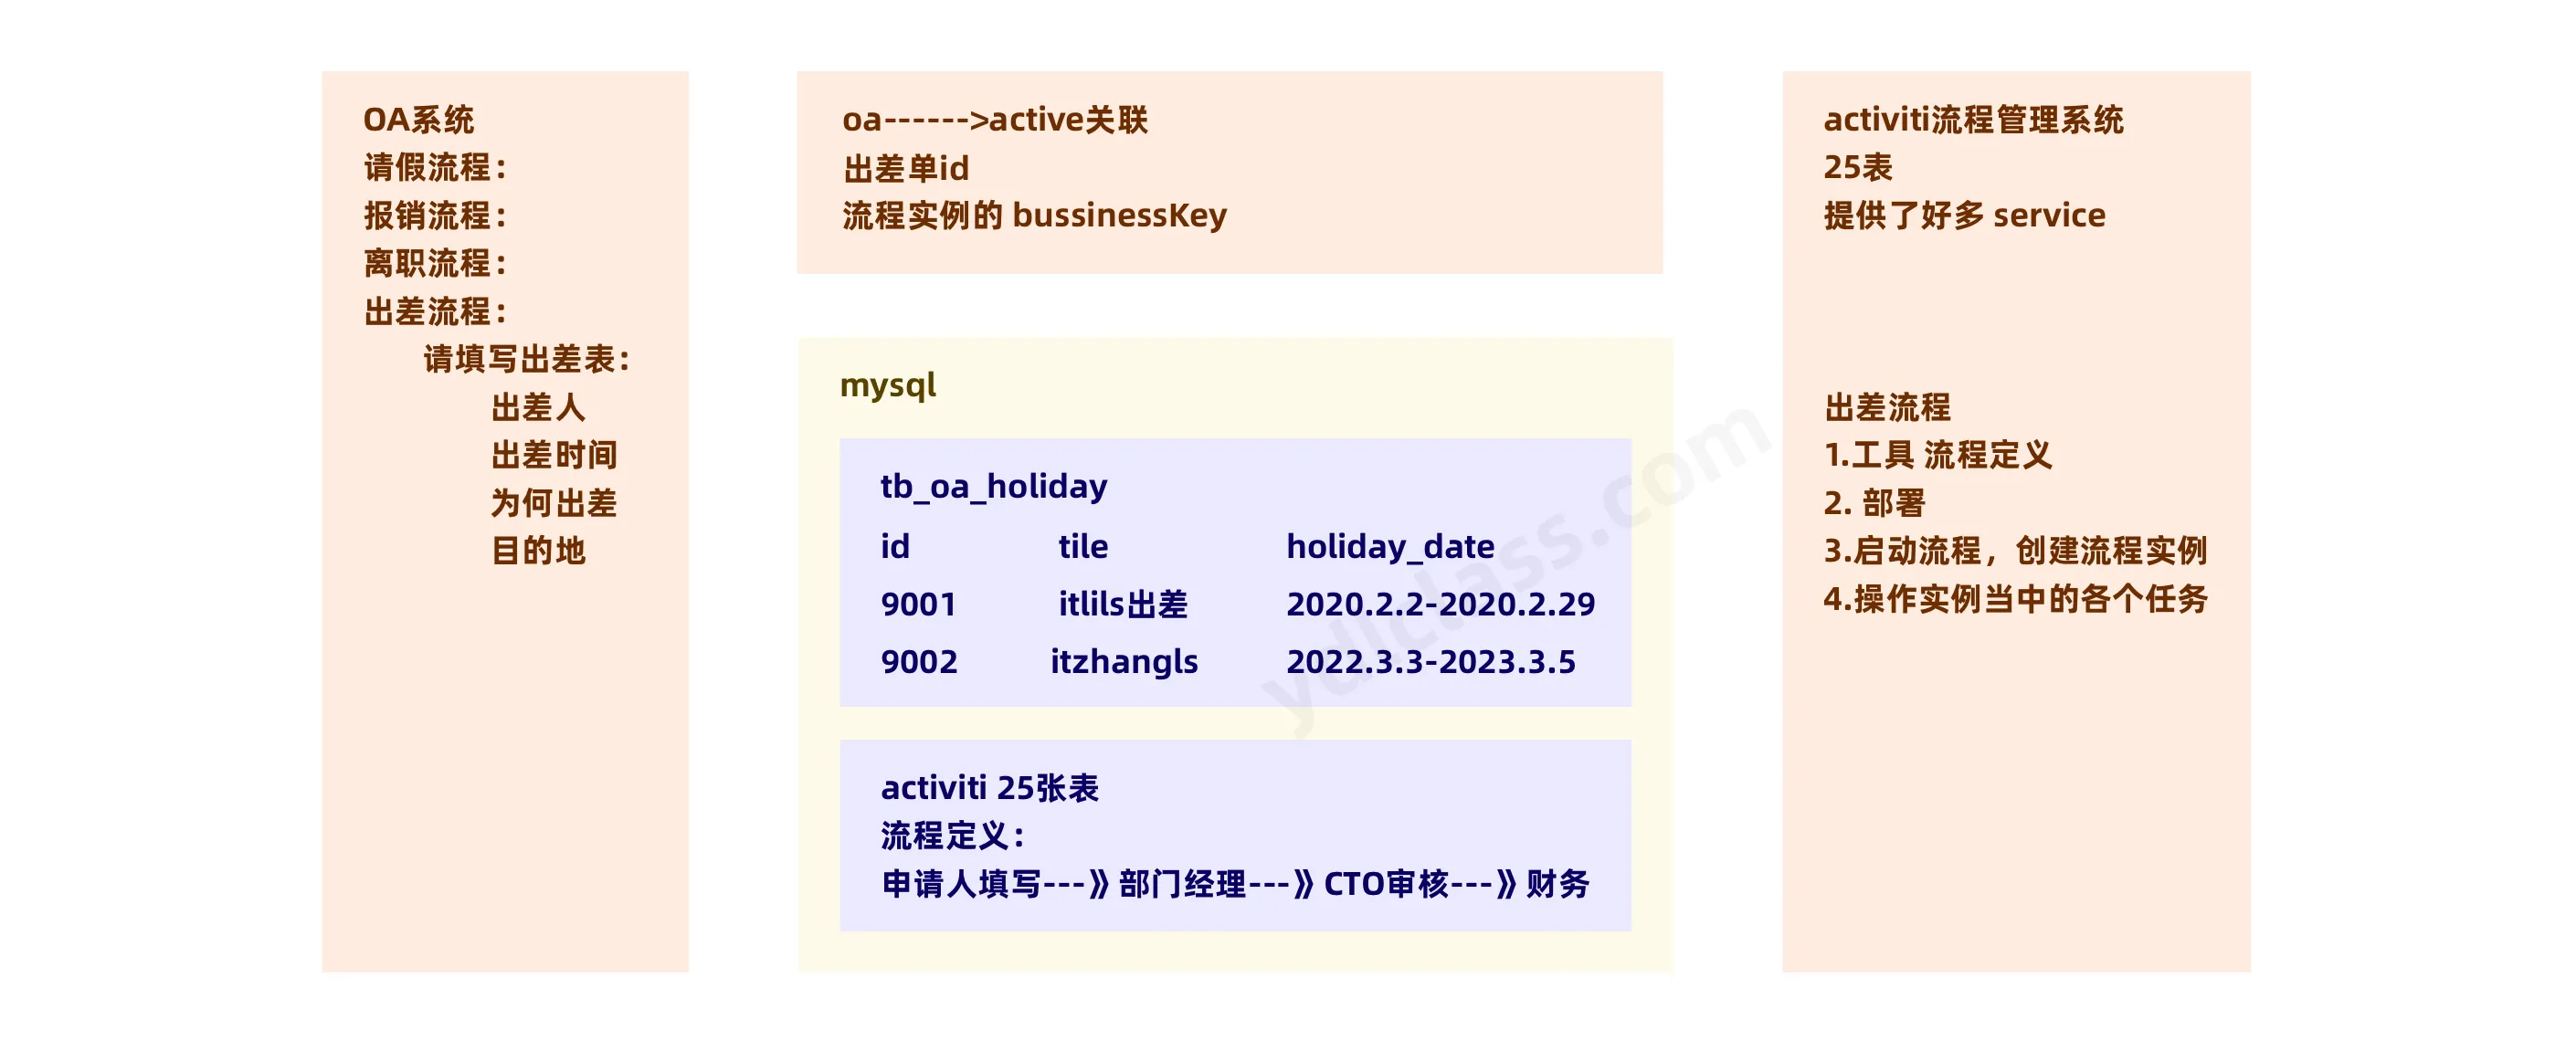 OA系统
请假流程：
报销流程：
离职流程：
出差流程：
请填写出差表：
出差人
出差时间
为何出差
目的地
oa------>active关联
出差单id
流程实例的 bussinessKey
mysql
tb_oa_holiday
id tile holiday_date
9001 itlils出差 2020.2.2-2020.2.29
9002 itzhangls 2022.3.3-2023.3.5
activiti 25张表
流程定义：
申请人填写---》部门经理---》CTO审核---》财务
activiti流程管理系统
25表
提供了好多 service
出差流程
1.工具 流程定义
2. 部署
3.启动流程，创建流程实例
4.操作实例当中的各个任务
ydlclass.com